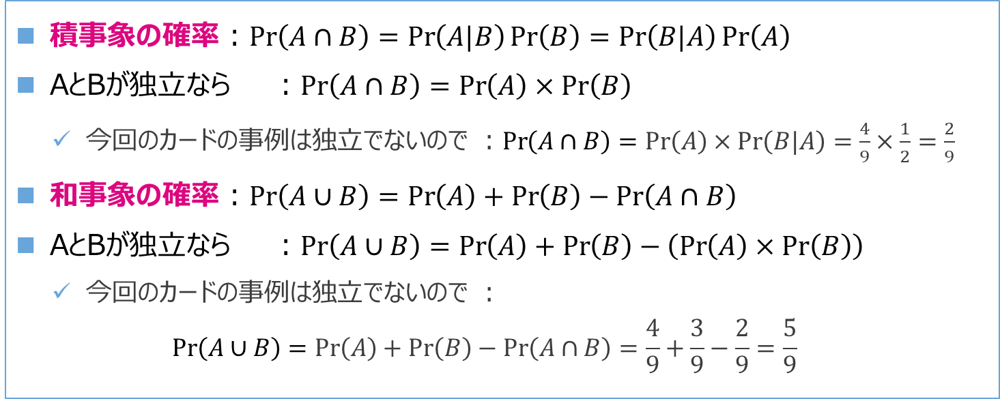 ■ 積事象の確率：Pr(A ∩ B) = Pr(A|B) Pr(B) = Pr(B|A) Pr(A)
■ AとBが独立なら　　：Pr(A ∩ B) = Pr(A) × Pr(B)
✓ 今回のカードの事例は独立でないので ：Pr(A ∩ B) = Pr(A) × Pr(B|A) = 4/9 × 1/2 = 2/9
■ 和事象の確率：Pr(A ∪ B) = Pr(A) + Pr(B) − Pr(A ∩ B)
■ AとBが独立なら　　：Pr(A ∪ B) = Pr(A) + Pr(B) − (Pr(A) × Pr(B))
✓ 今回のカードの事例は独立でないので ：
Pr(A ∪ B) = Pr(A) + Pr(B) − Pr(A ∩ B) = 4/9 + 3/9 − 2/9 = 5/9